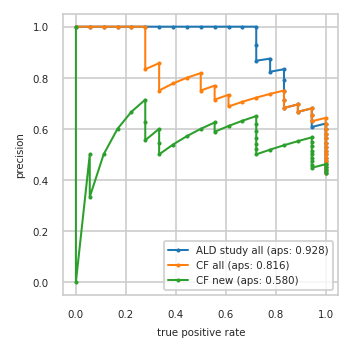 precision
1.0
0.8
0.6
0.4
0.2
0.0
ALD study all (aps: 0.928)
CF all (aps: 0.816)
CF new (aps: 0.580)
0.0 0.2 0.4 0.6 0.8 1.0
true positive rate